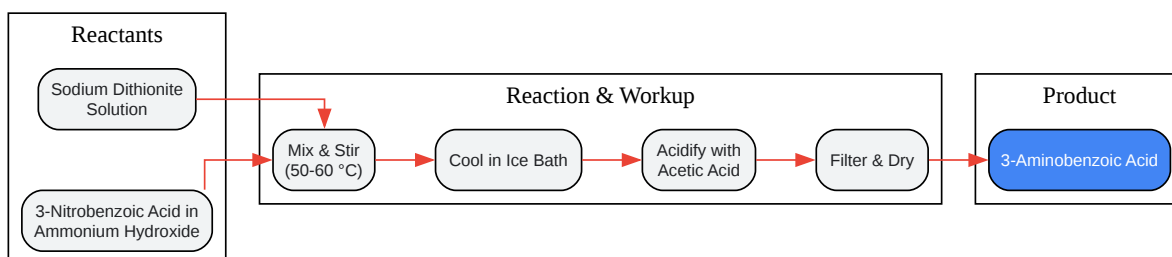 Reactants
Sodium Dithionite
Solution
3-Nitrobenzoic Acid in
Ammonium Hydroxide
Reaction & Workup
Mix & Stir
(50-60 °C)
Cool in Ice Bath
Acidify with
Acetic Acid
Filter & Dry
Product
3-Aminobenzoic Acid